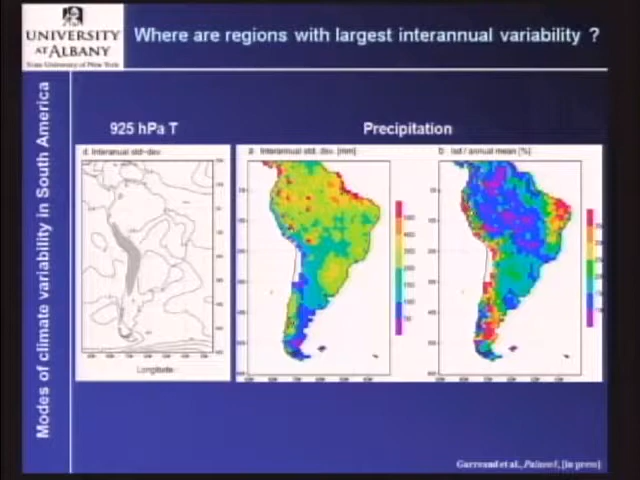 UNIVERSITY
AT ALBANY
State University of New York
Where are regions with largest interannual variability ?
Modes of climate variability in South America
925 hPa T
Precipitation
d. Interannual std-dev
a Interannual std. dev. [mm]
b isd / annual mean [%]
Longitude
Garreaud et al., Palaeo3, [in press]